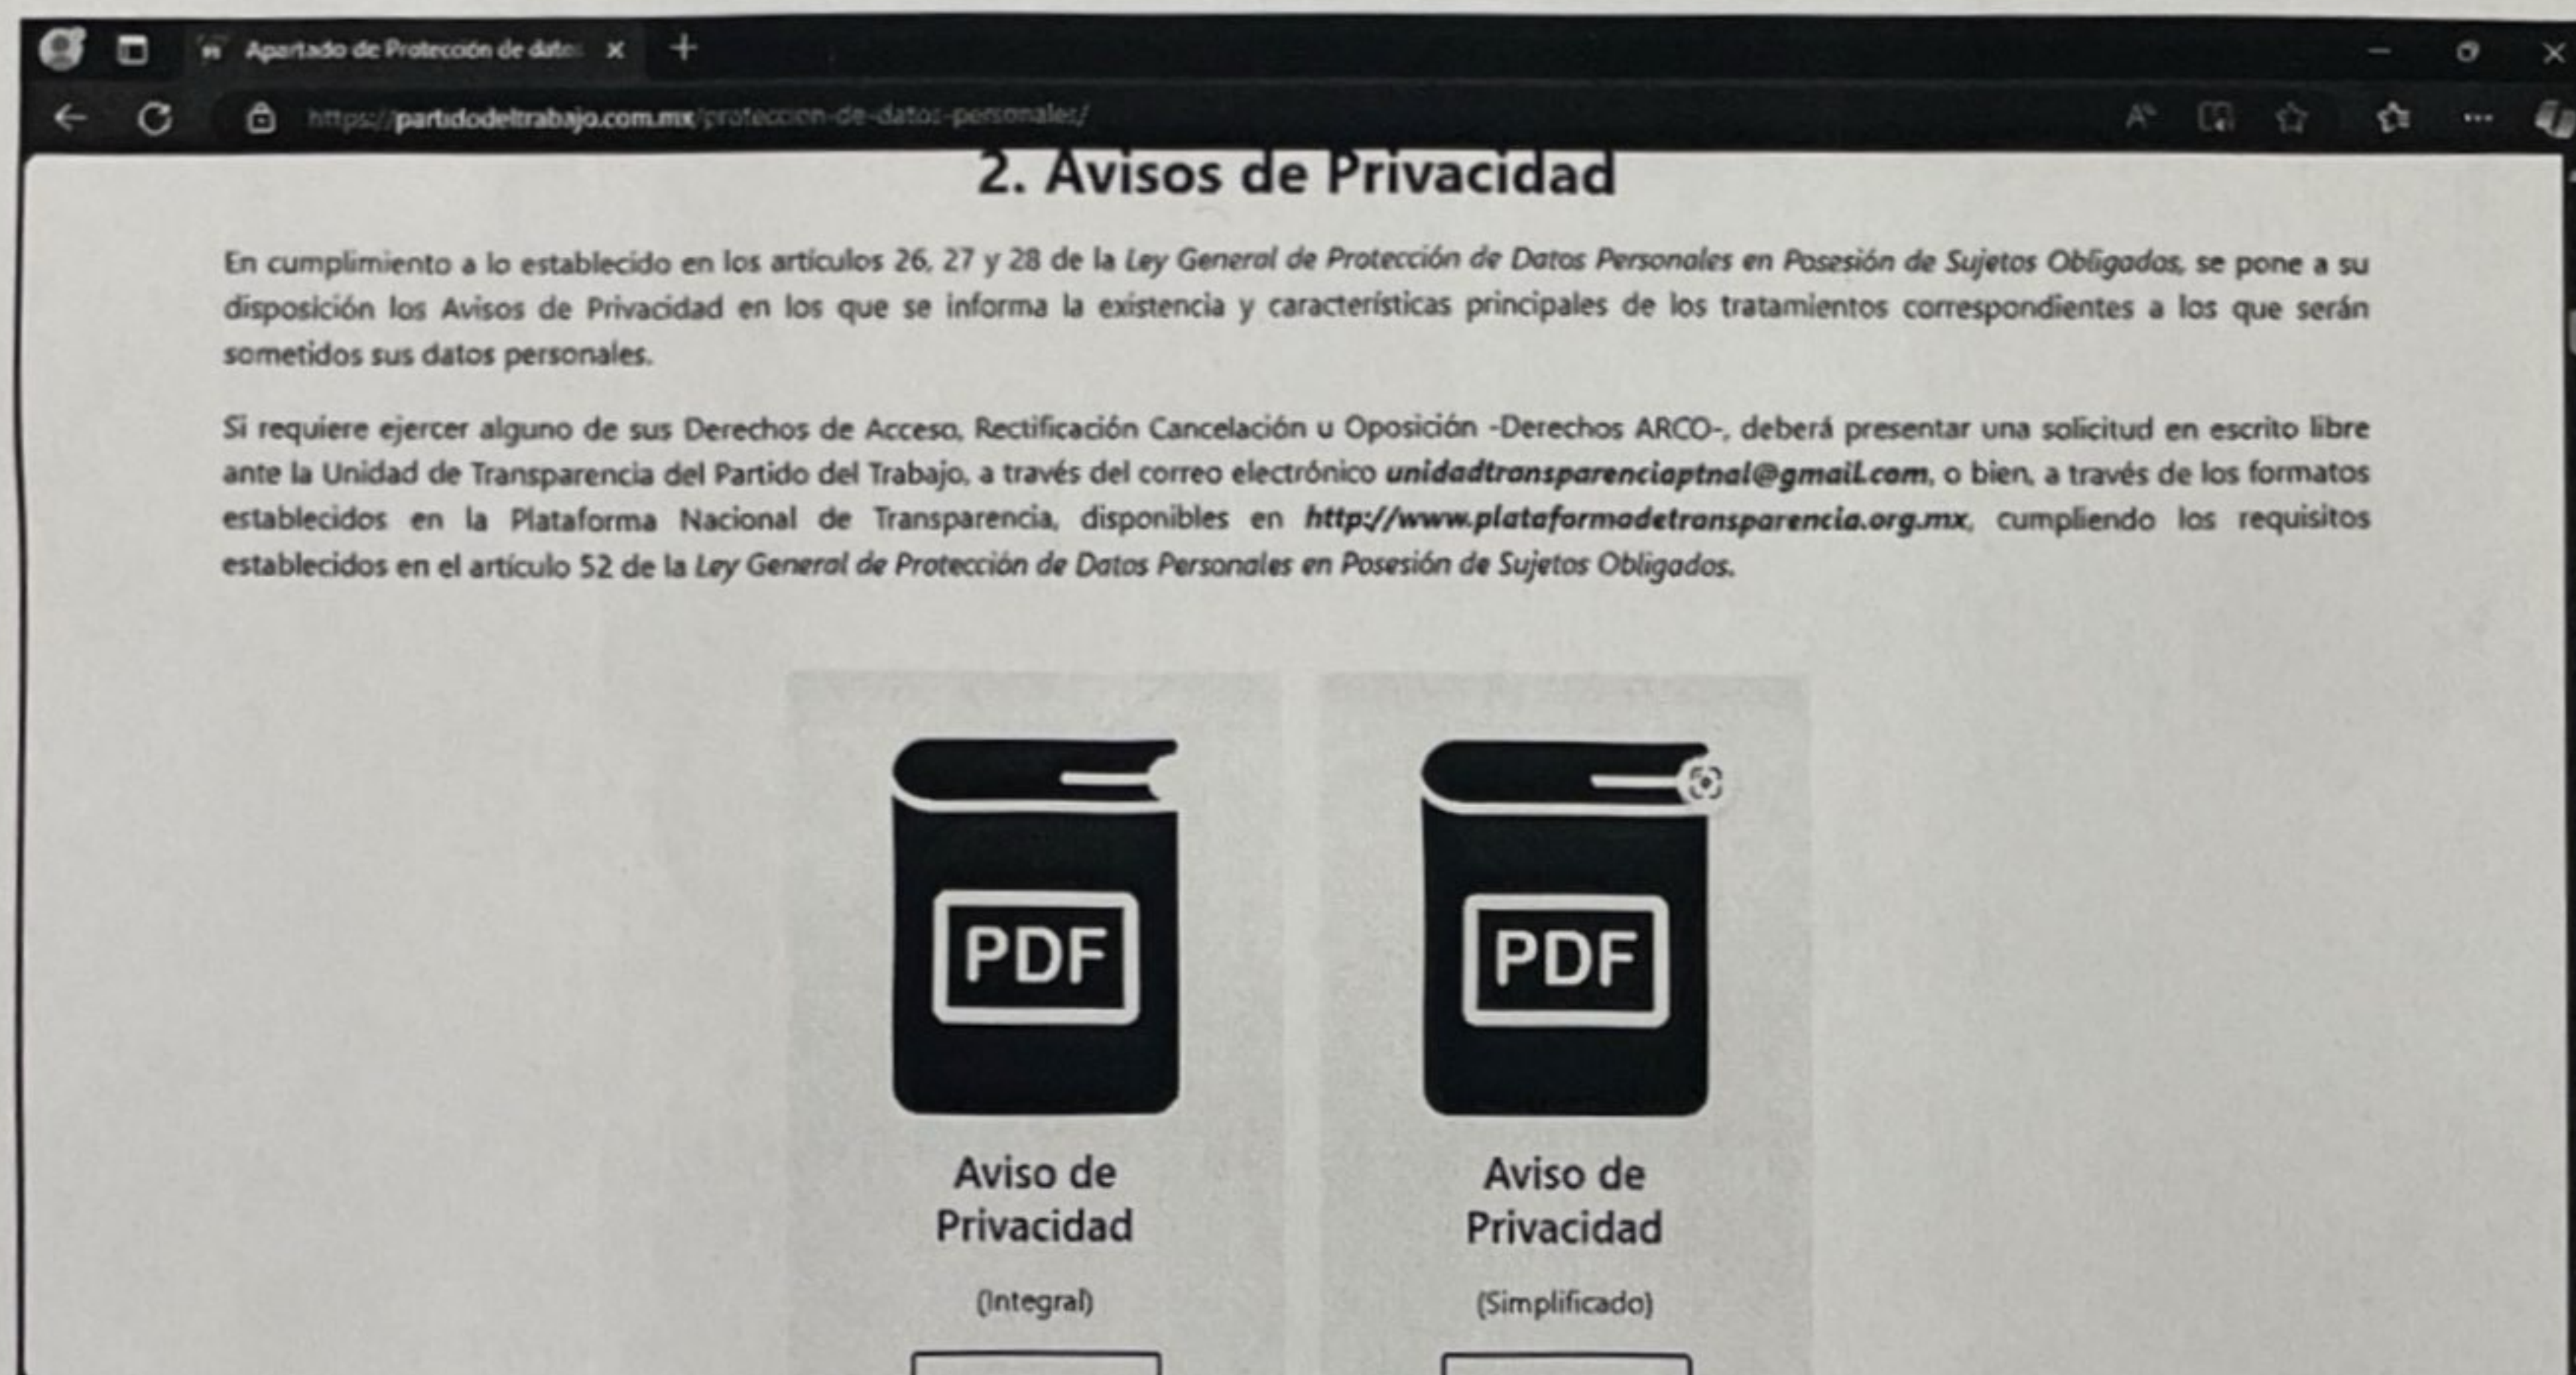 Apartado de Protección de datos
https://partidodeltrabajo.com.mx/proteccion-de-datos-personales/
2. Avisos de Privacidad
En cumplimiento a lo establecido en los artículos 26, 27 y 28 de la Ley General de Protección de Datos Personales en Posesión de Sujetos Obligados, se pone a su
disposición los Avisos de Privacidad en los que se informa la existencia y características principales de los tratamientos correspondientes a los que serán
sometidos sus datos personales.
Si requiere ejercer alguno de sus Derechos de Acceso, Rectificación Cancelación u Oposición -Derechos ARCO-, deberá presentar una solicitud en escrito libre
ante la Unidad de Transparencia del Partido del Trabajo, a través del correo electrónico unidadtransparenciaptnal@gmail.com, o bien, a través de los formatos
establecidos en la Plataforma Nacional de Transparencia, disponibles en http://www.plataformadetransparencia.org.mx, cumpliendo los requisitos
establecidos en el artículo 52 de la Ley General de Protección de Datos Personales en Posesión de Sujetos Obligados.
PDF
PDF
Aviso de
Privacidad
(Integral)
Aviso de
Privacidad
(Simplificado)